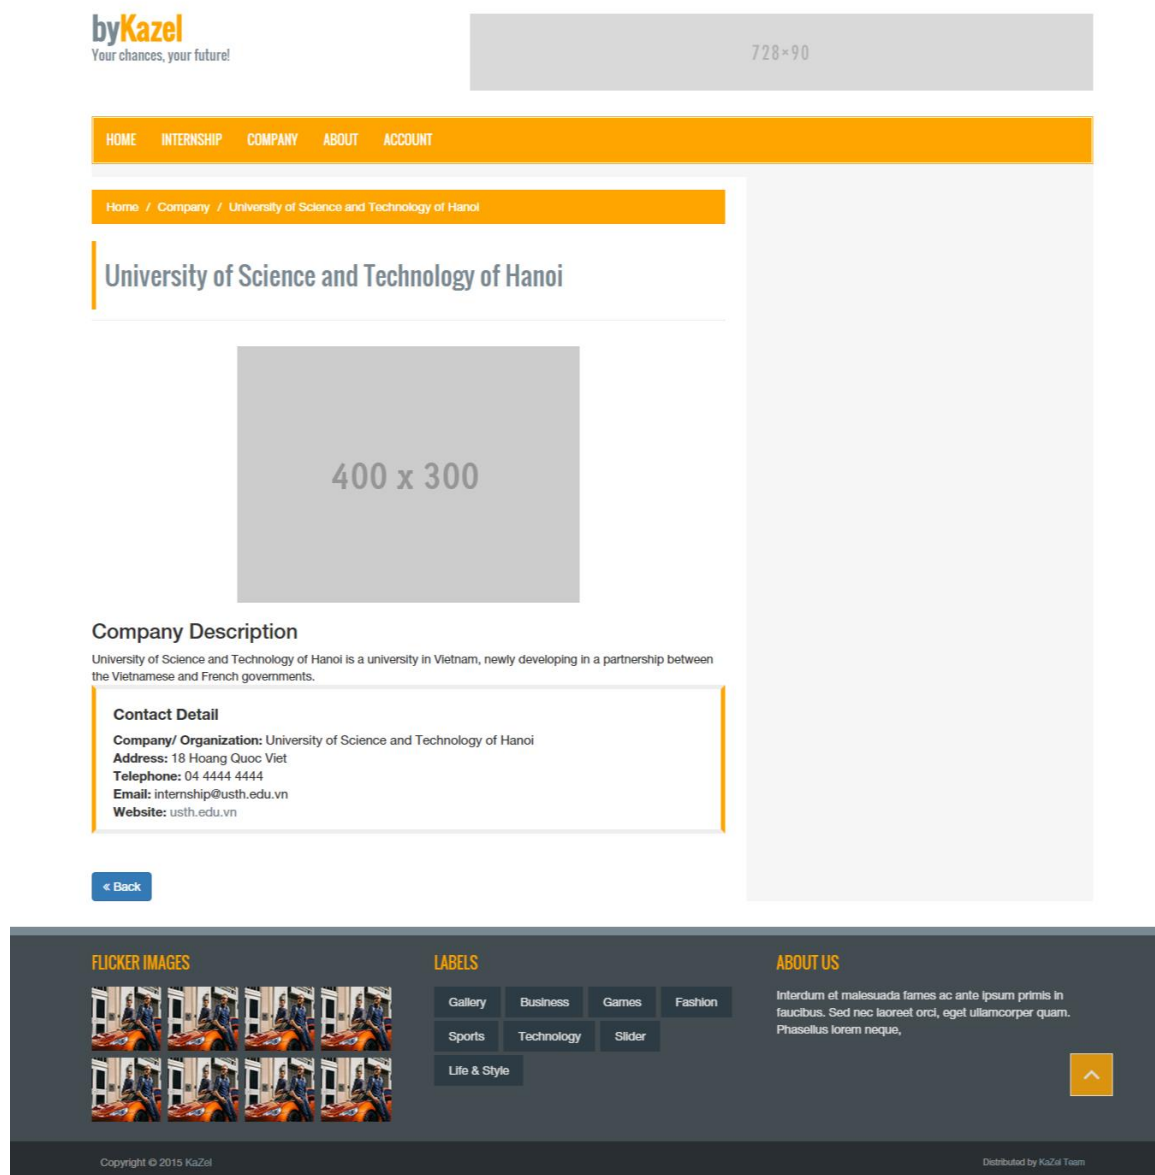 byKazel
Your chances, your future!
728×90
HOME INTERNSHIP COMPANY ABOUT ACCOUNT
Home / Company / University of Science and Technology of Hanoi
University of Science and Technology of Hanoi
400 x 300
Company Description
University of Science and Technology of Hanoi is a university in Vietnam, newly developing in a partnership between
the Vietnamese and French governments.
Contact Detail
Company/ Organization: University of Science and Technology of Hanoi
Address: 18 Hoang Quoc Viet
Telephone: 04 4444 4444
Email: internship@usth.edu.vn
Website: usth.edu.vn
« Back
FLICKER IMAGES
LABELS
Gallery Business Games Fashion
Sports Technology Slider
Life & Style
ABOUT US
Interdum et malesuada fames ac ante ipsum primis in
faucibus. Sed nec laoreet orci, eget ullamcorper quam.
Phasellus lorem neque,
Copyright © 2015 KaZel
Distributed by KaZel Team